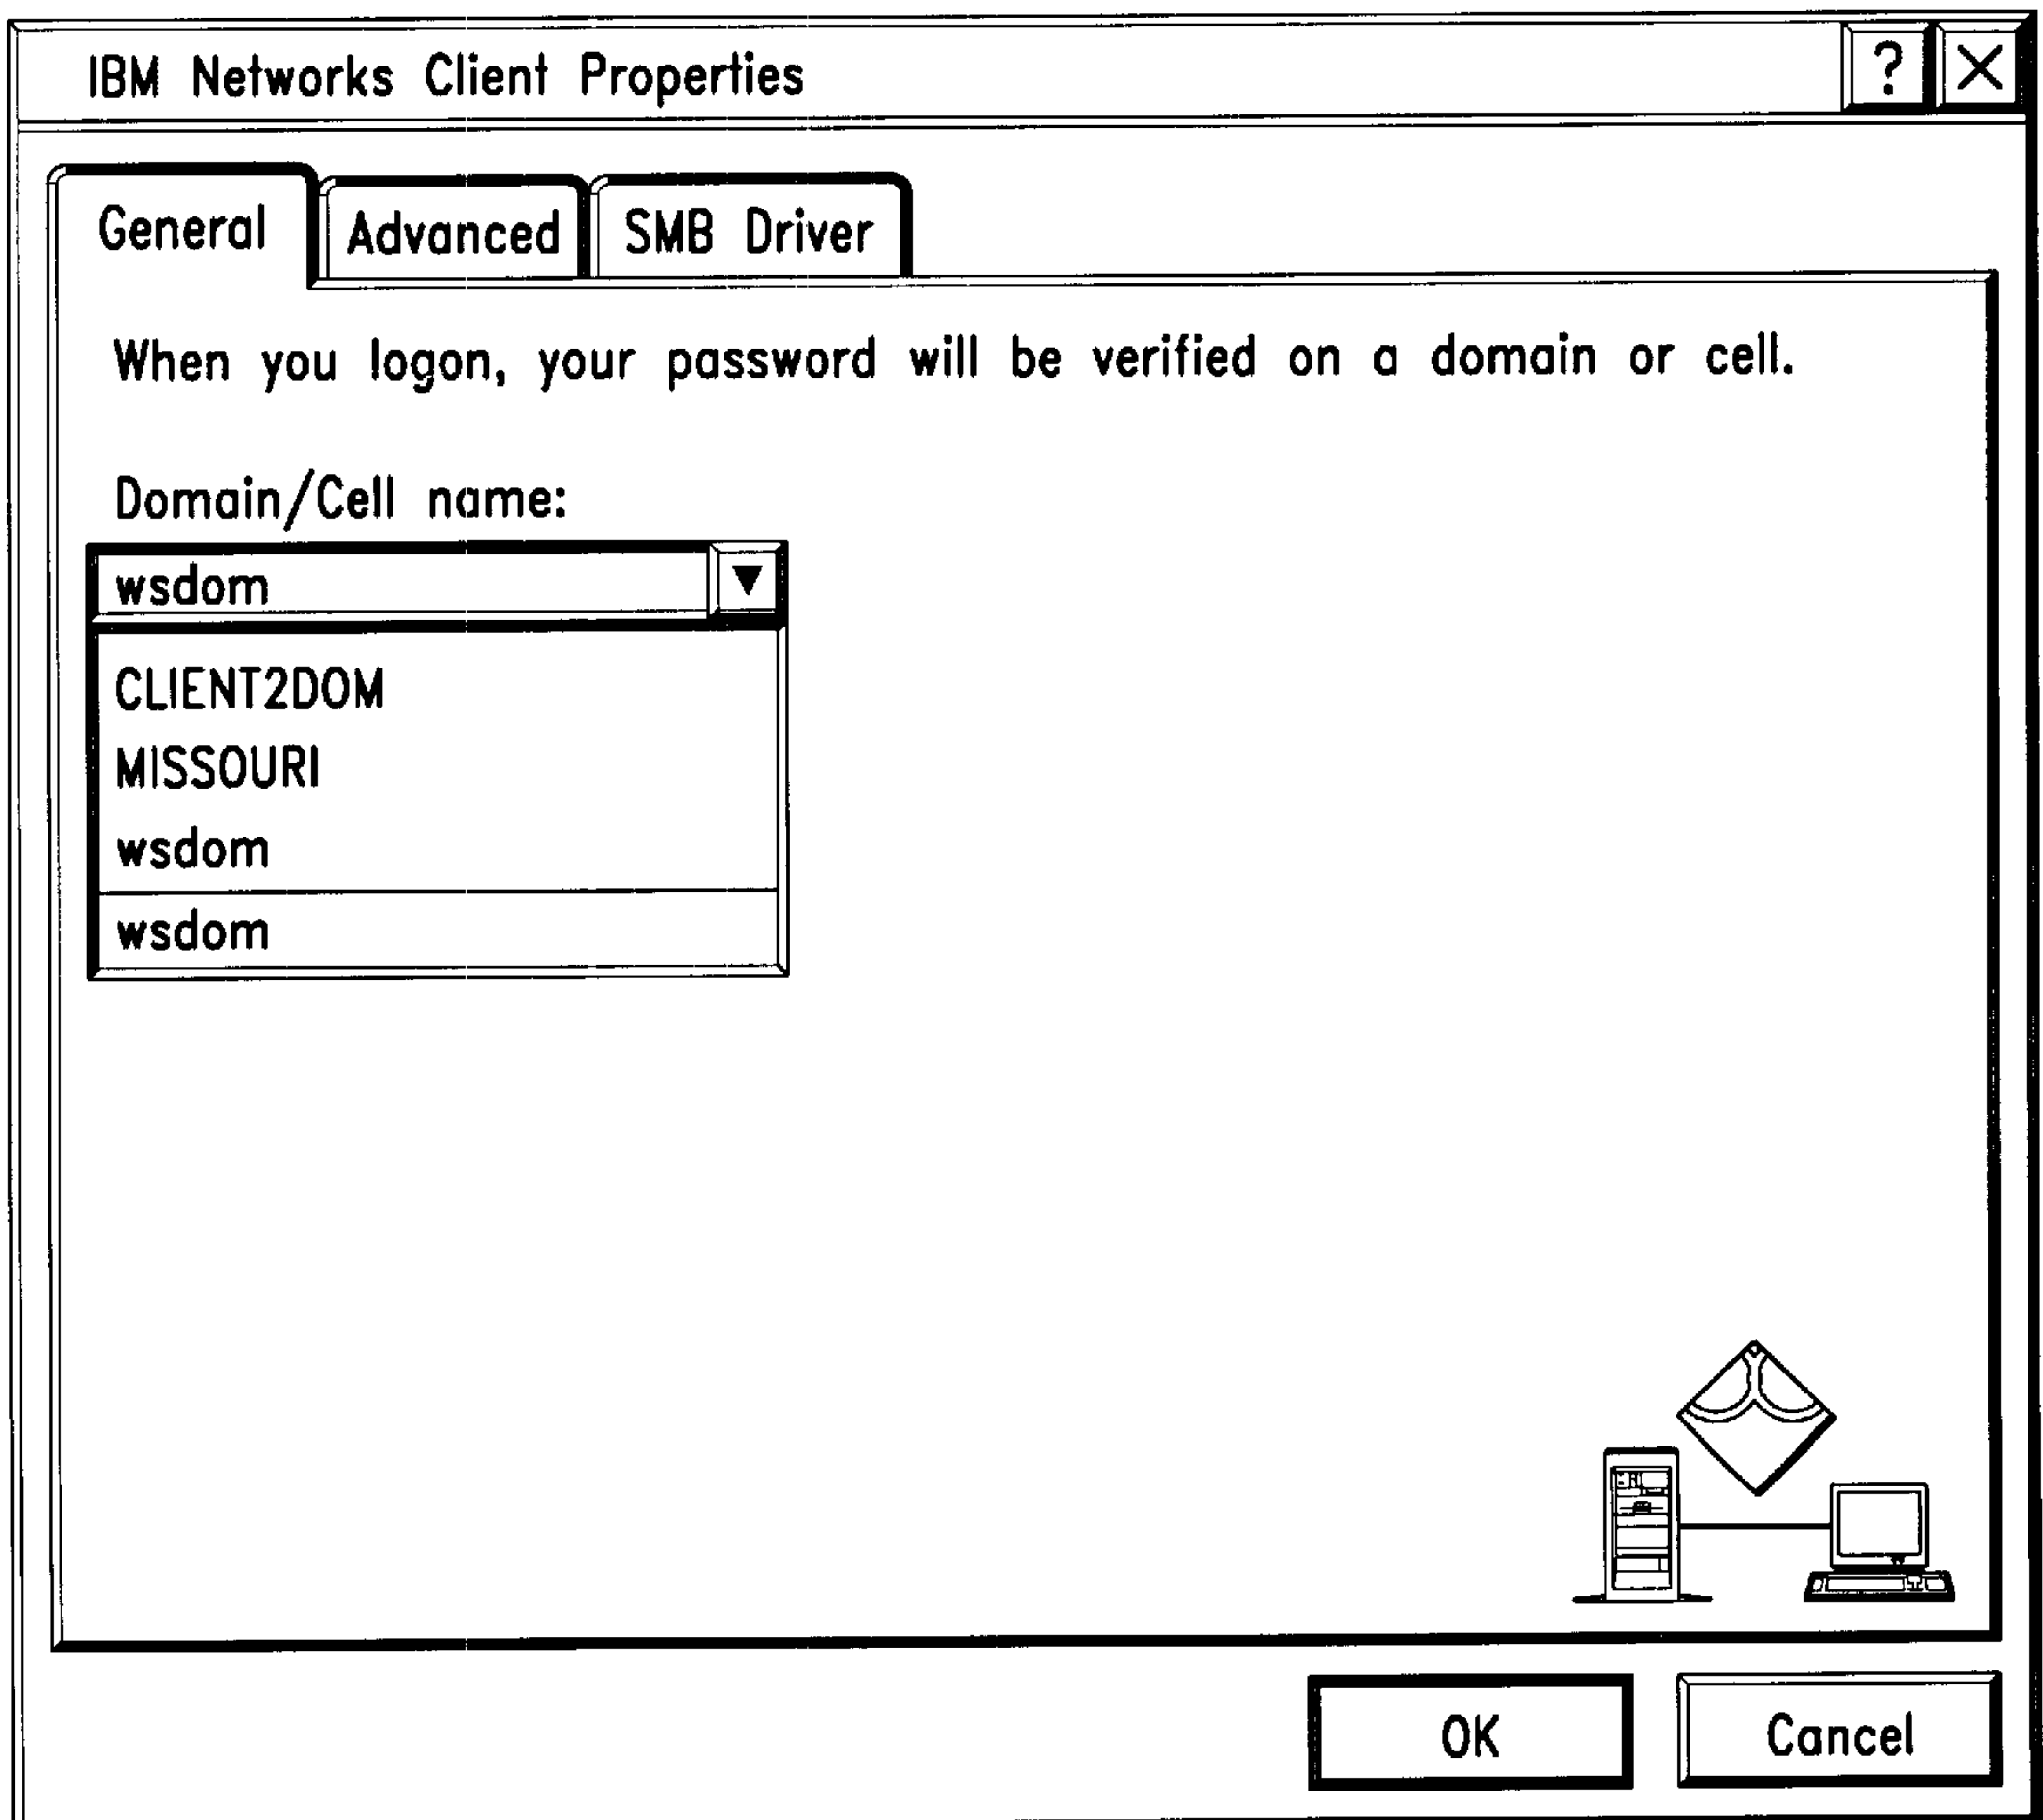 IBM Networks Client Properties ? X
General Advanced SMB Driver
When you logon, your password will be verified on a domain or cell.
Domain/Cell name:
wsdom
CLIENT2DOM
MISSOURI
wsdom
wsdom
OK Cancel